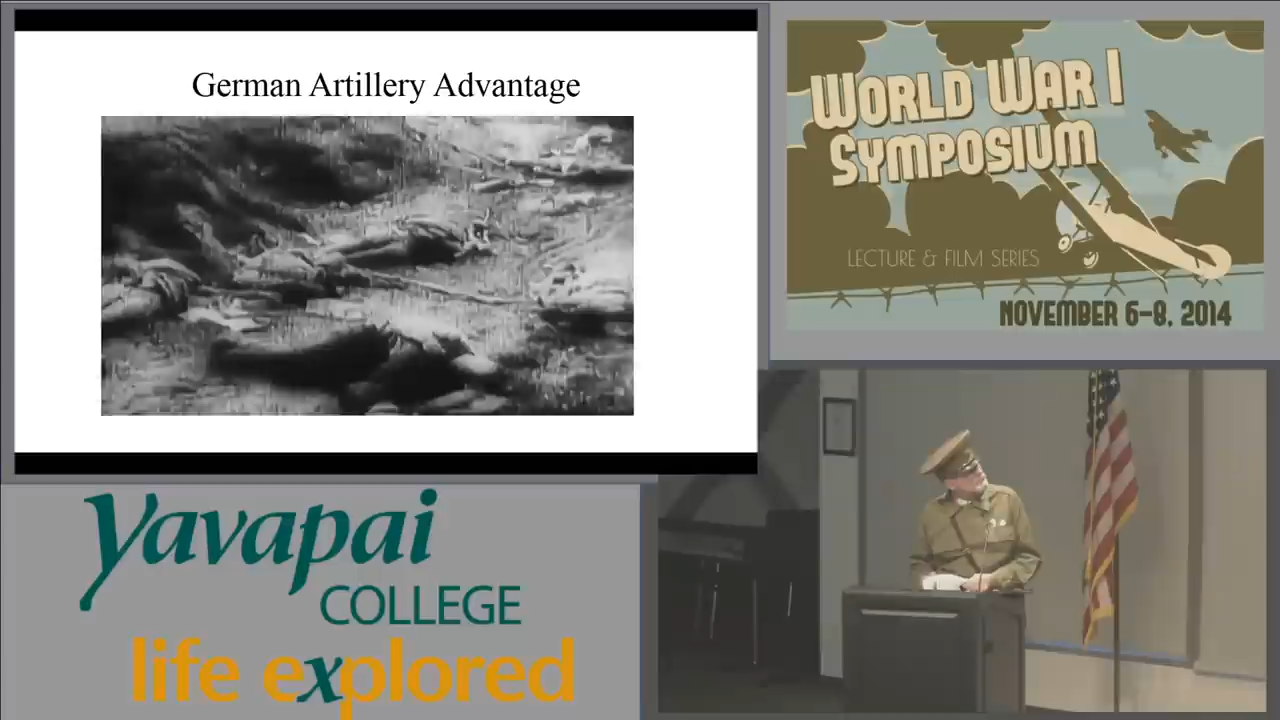 German Artillery Advantage
WORLD WAR I
SYMPOSIUM
LECTURE & FILM SERIES
NOVEMBER 6-8, 2014
Yavapai
COLLEGE
life explored